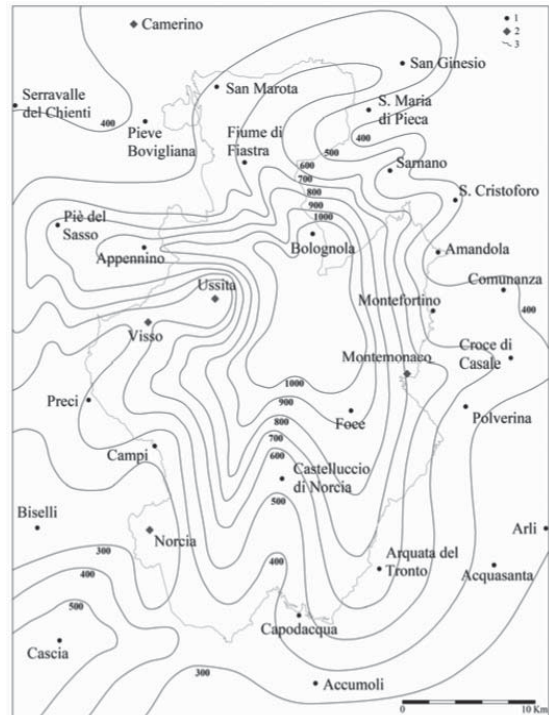 Camerino
1
2
3
San Ginesio
Serravalle
del Chienti
400
Pieve
Bovigliana
San Marota
S. Maria
di Pieca
Fiume di
Fiastra
400
500
600
700
800
900
1000
Sarnano
S. Cristoforo
Piè del
Sasso
Appennino
Bolognola
Amandola
Ussita
Comunanza
400
Visso
Montefortino
Croce di
Casale
Montemonaco
1000
900
800
700
600
500
400
Preci
Foce
Polverina
Campi
Castelluccio
di Norcia
Biselli
Norcia
Arli
300
400
500
Arquata del
Tronto
Acquasanta
Cascia
Capodacqua
300
Accumoli
0
10 Km